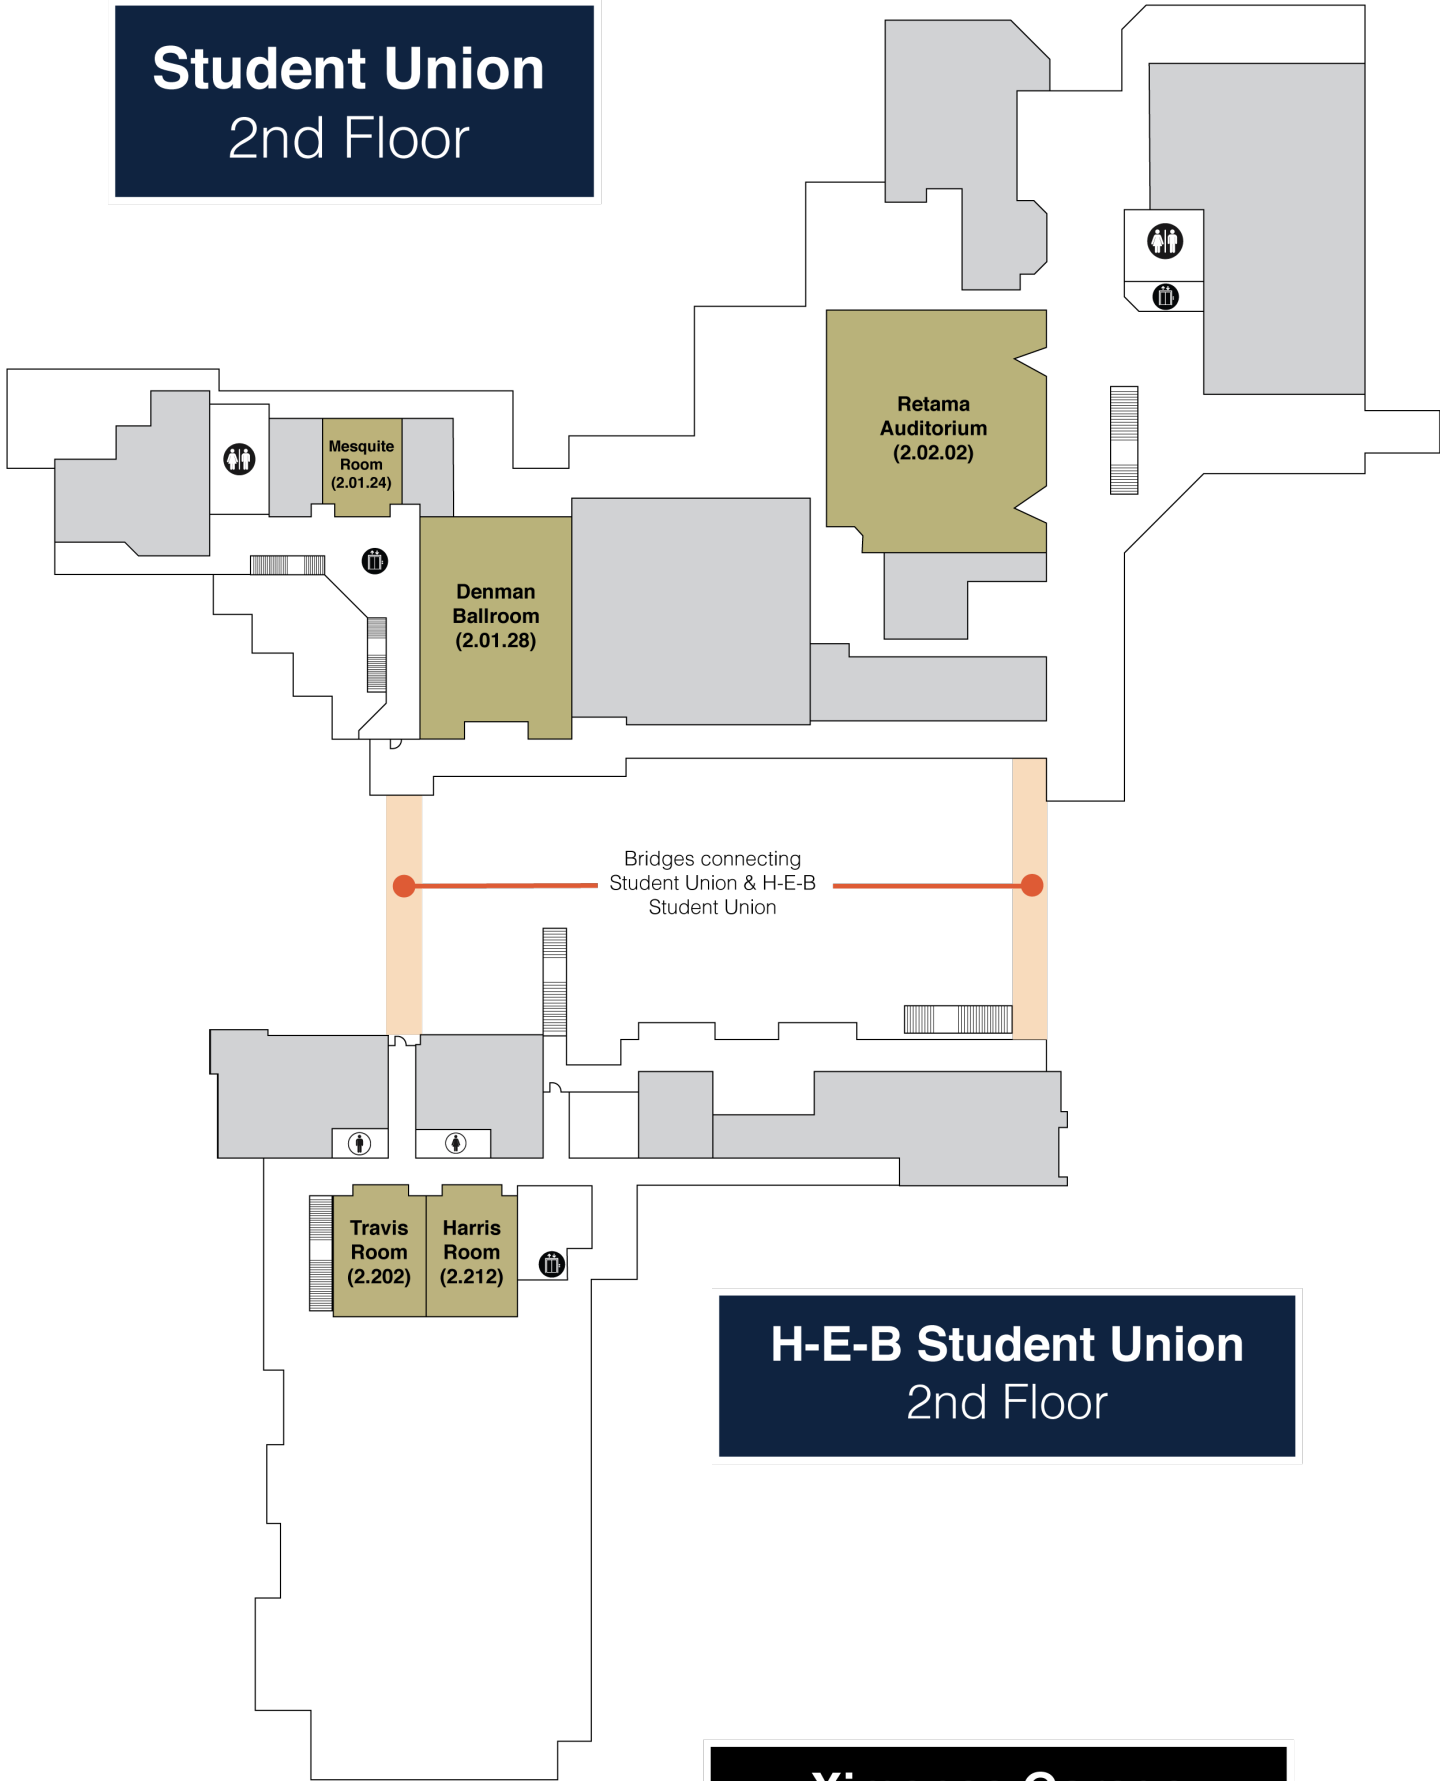 Student Union
2nd Floor
Mesquite
Room
(2.01.24)
Retama
Auditorium
(2.02.02)
Denman
Ballroom
(2.01.28)
Bridges connecting
Student Union & H-E-B
Student Union
Travis
Room
(2.202)
Harris
Room
(2.212)
H-E-B Student Union
2nd Floor